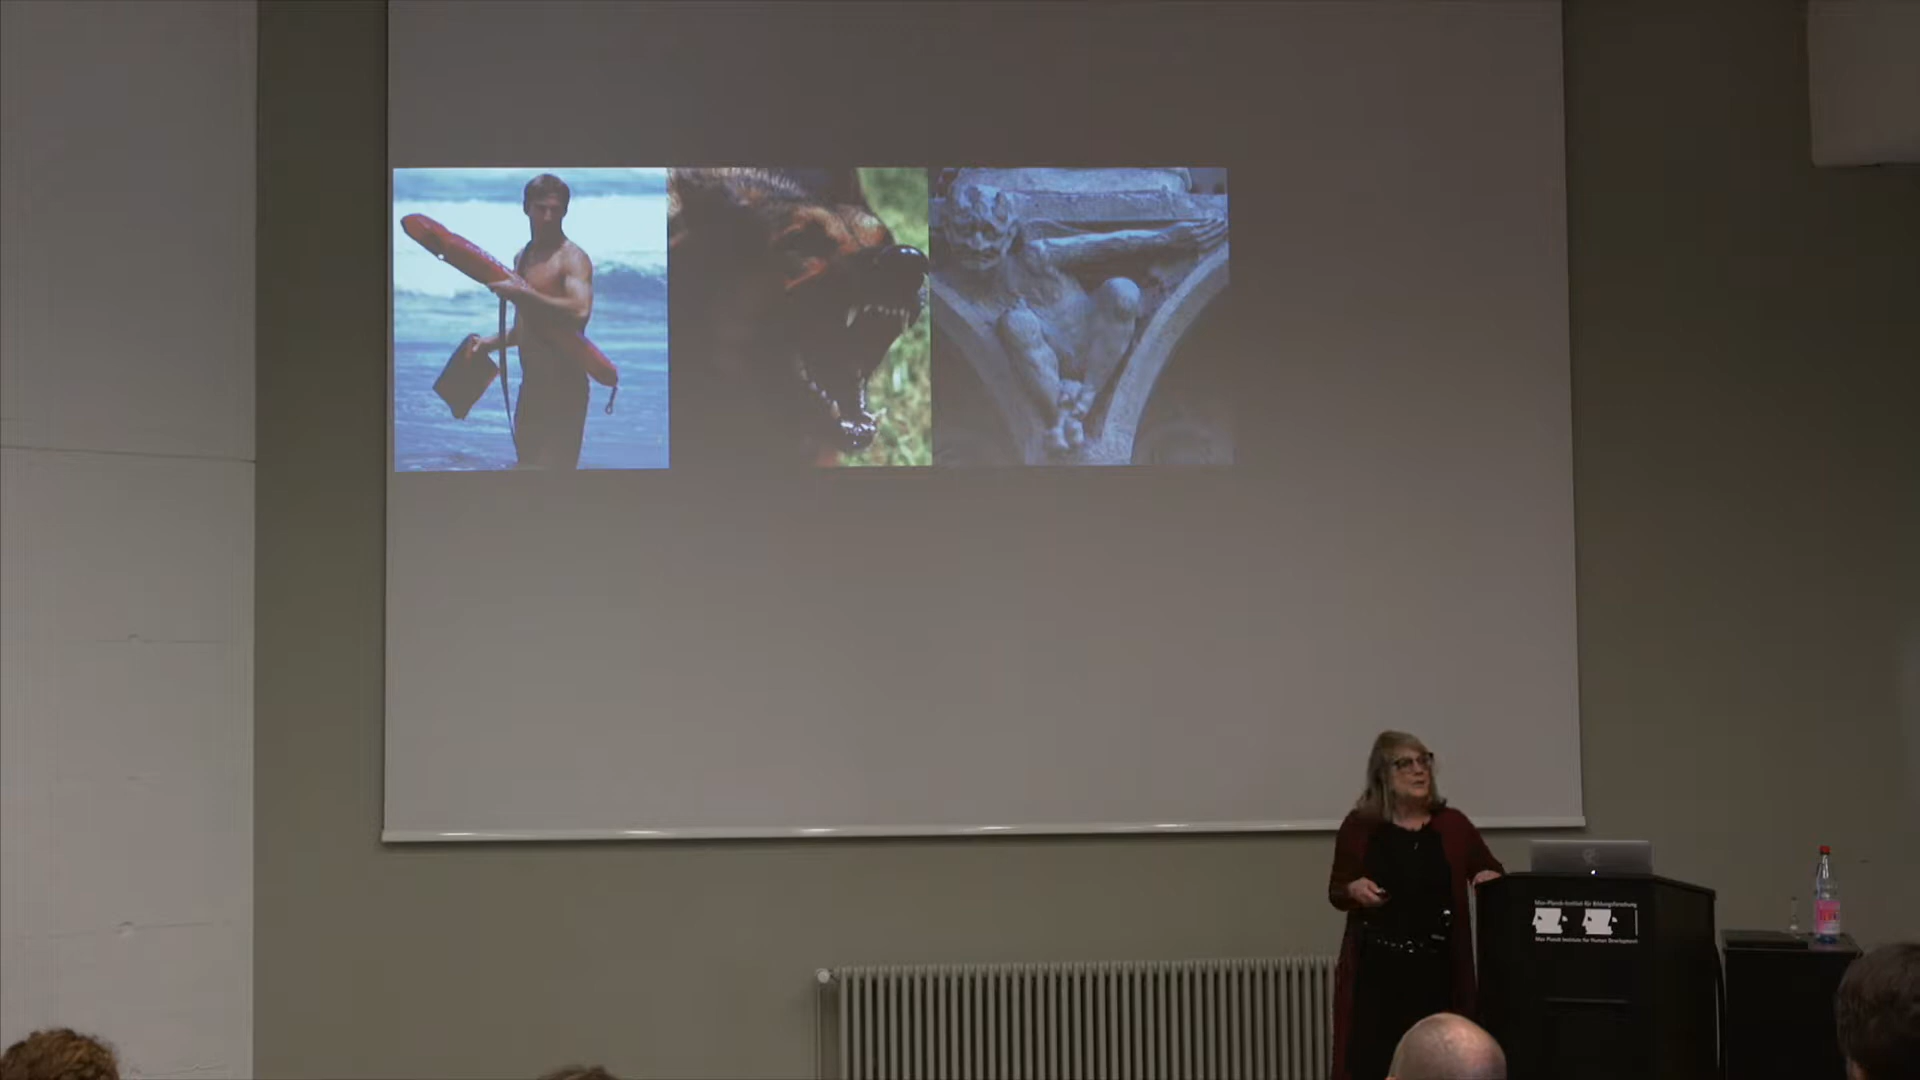 Max-Planck-Institut für Bildungsforschung
Max Planck Institute for Human Development